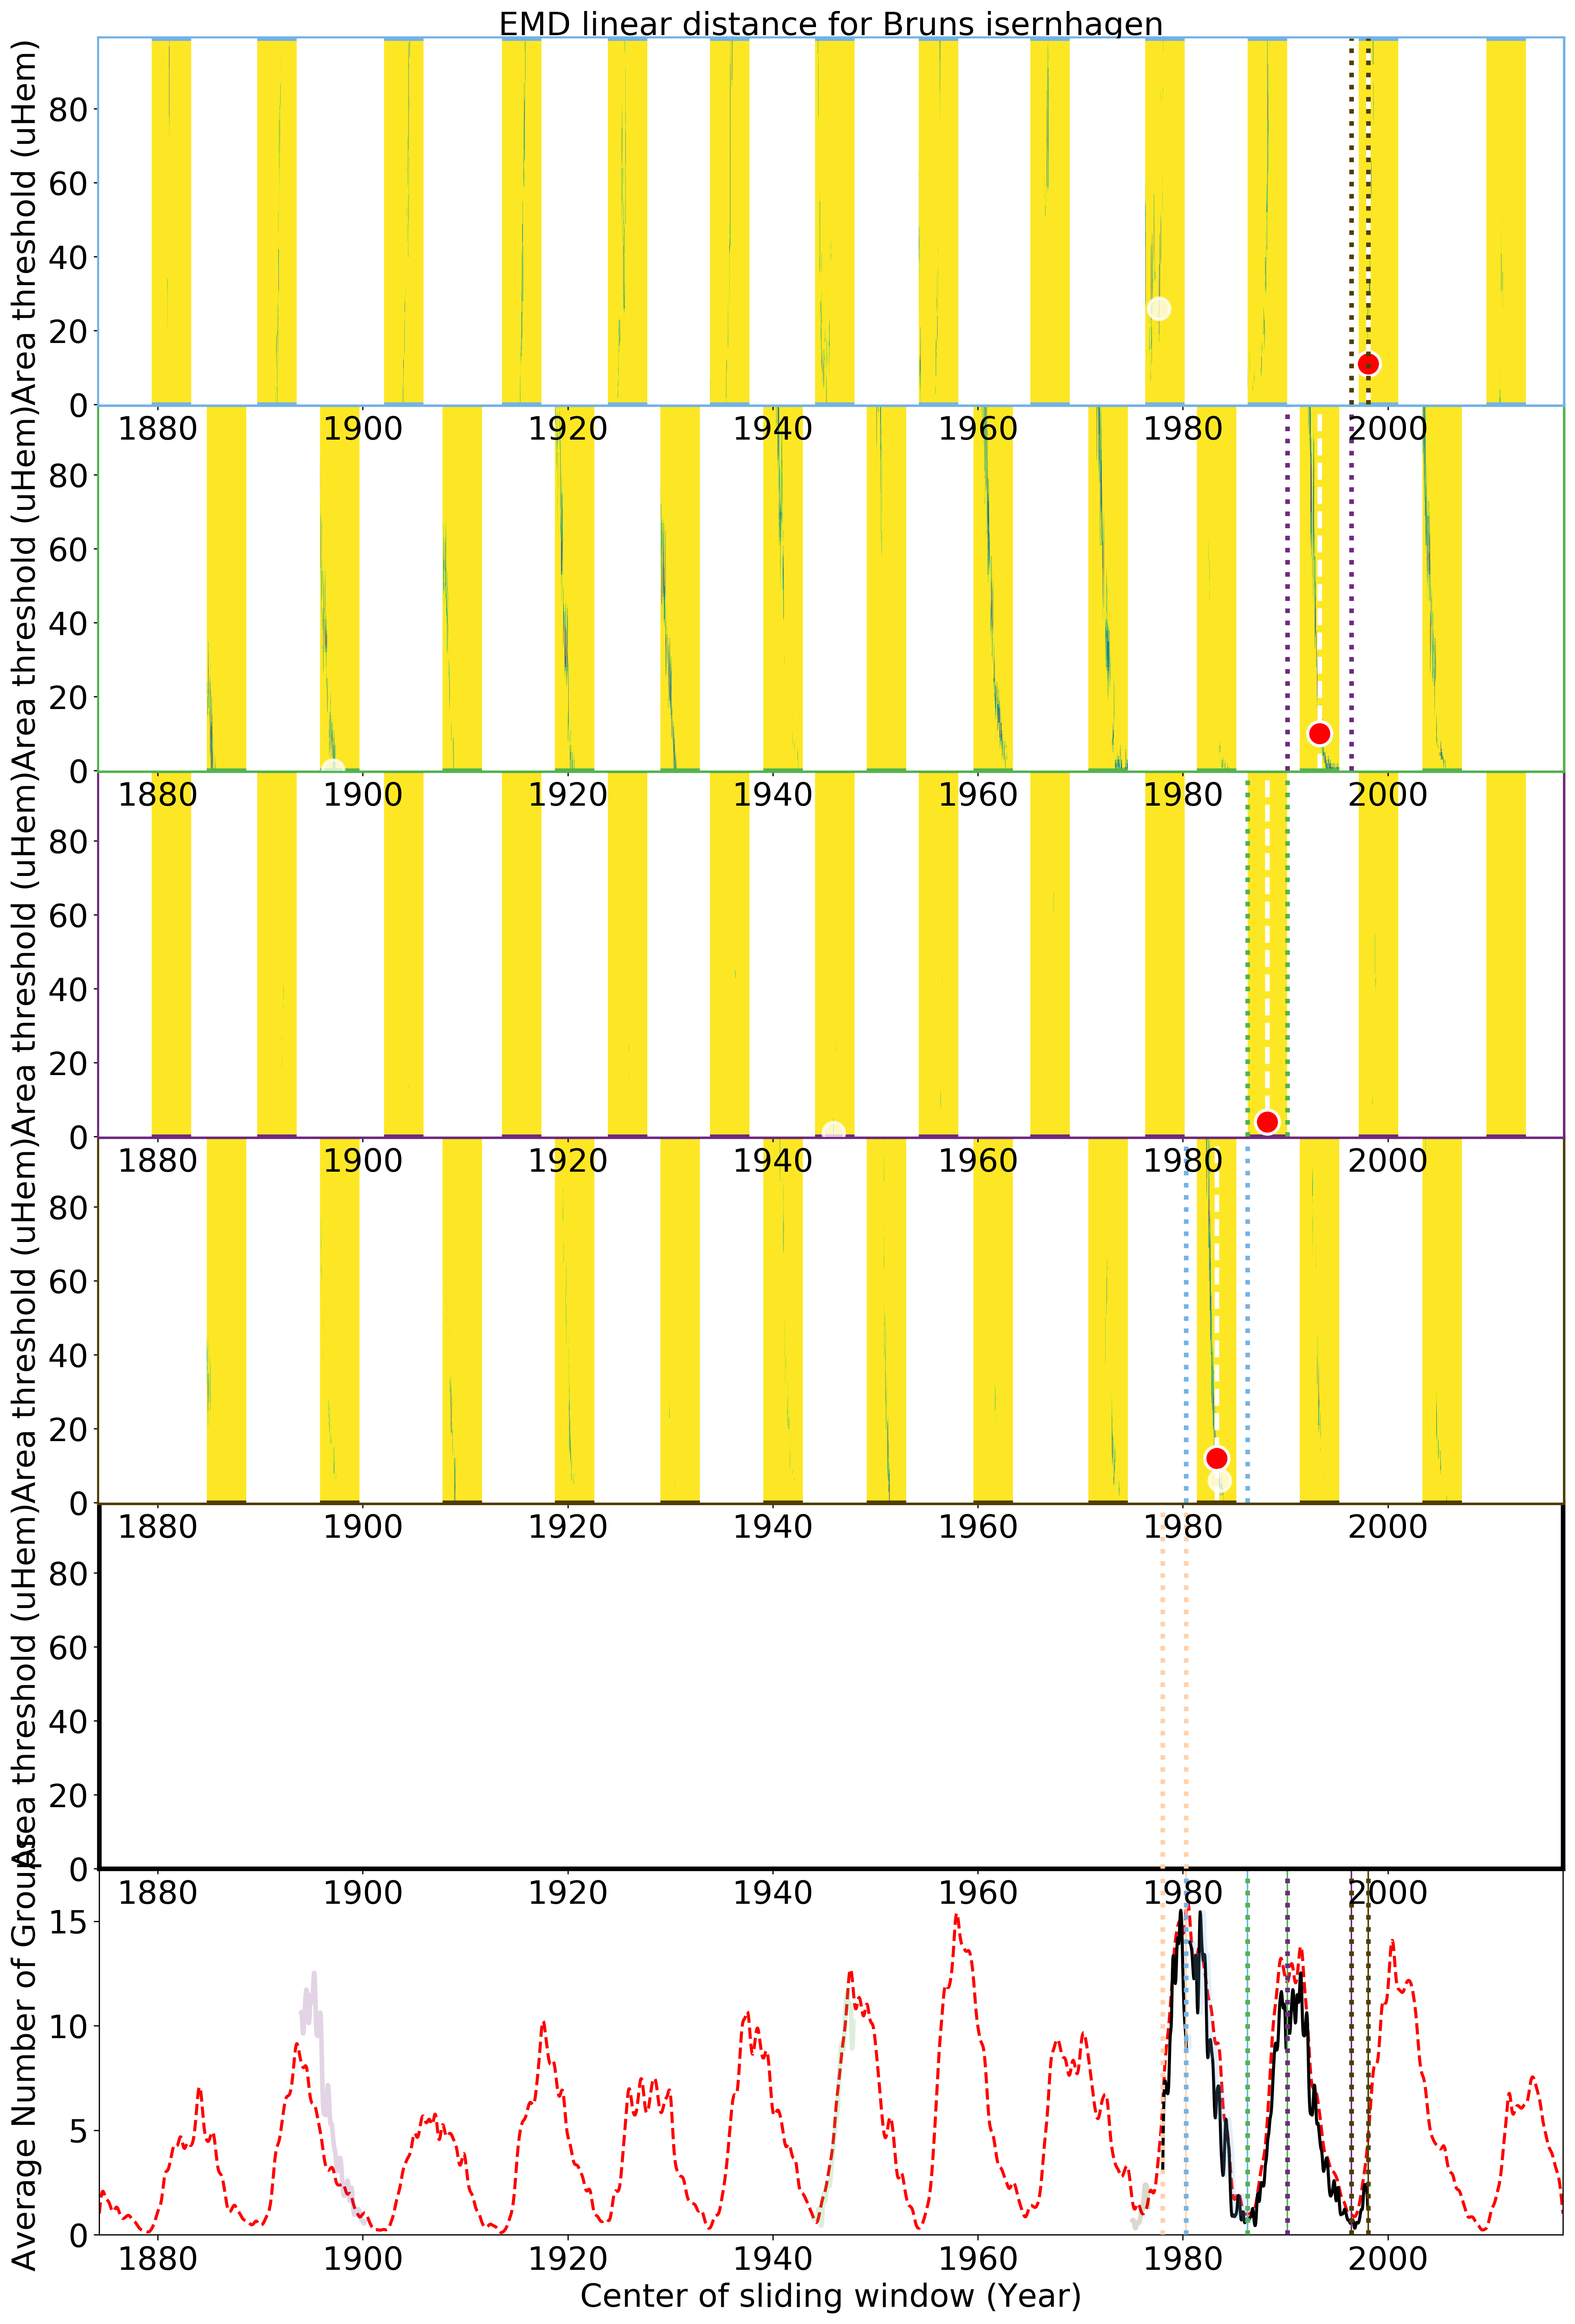 EMD linear distance for Bruns isernhagen
Area threshold (uHem)
80
60
40
20
0
1880 1900 1920 1940 1960 1980 2000
Area threshold (uHem)
80
60
40
20
0
1880 1900 1920 1940 1960 1980 2000
Area threshold (uHem)
80
60
40
20
0
1880 1900 1920 1940 1960 1980 2000
Area threshold (uHem)
80
60
40
20
0
1880 1900 1920 1940 1960 1980 2000
Area threshold (uHem)
80
60
40
20
0
1880 1900 1920 1940 1960 1980 2000
Average Number of Groups
15
10
5
0
1880 1900 1920 1940 1960 1980 2000
Center of sliding window (Year)